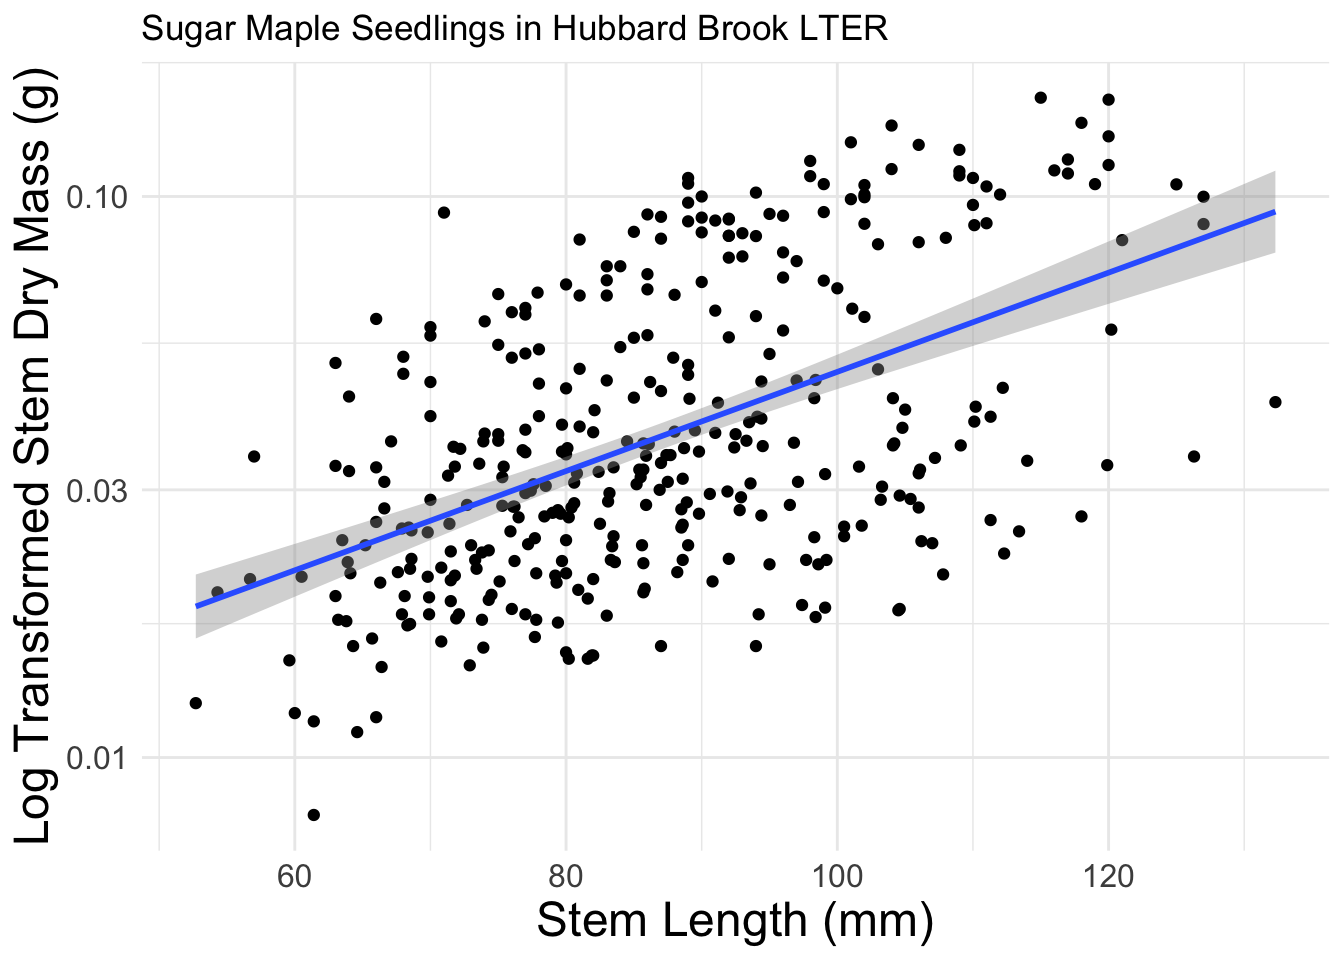 Sugar Maple Seedlings in Hubbard Brook LTER
Log Transformed Stem Dry Mass (g)
0.10
0.03
0.01
60 80 100 120
Stem Length (mm)